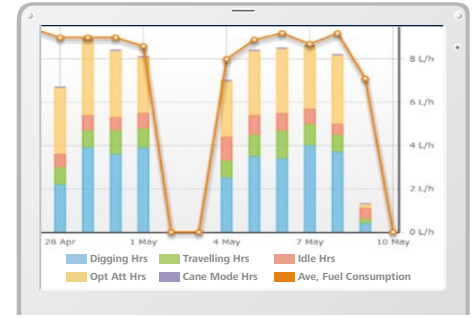 8 L/h
6 L/h
4 L/h
2 L/h
0 L/h
28 Apr 1 May 4 May 7 May 10 May
Digging Hrs Travelling Hrs Idle Hrs
Opt Att Hrs Cane Mode Hrs Ave, Fuel Consumption